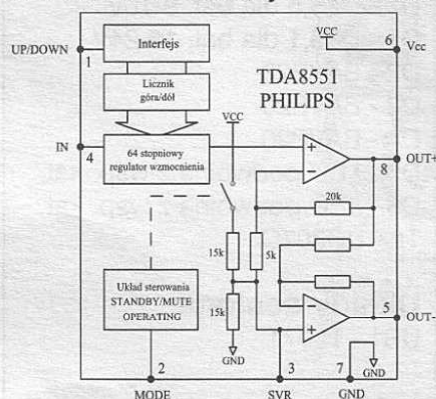 UP/DOWN
1
Interfejs
VCC
6
Vcc
Licznik
góra/dół
TDA8551
PHILIPS
IN
4
64 stopniowy
regulator wzmocnienia
VCC
+
−
8
OUT+
20k
15k
5k
Układ sterowania
STANDBY/MUTE
OPERATING
15k
−
+
5
OUT-
GND
GND
2
3
7
MODE
SVR
GND